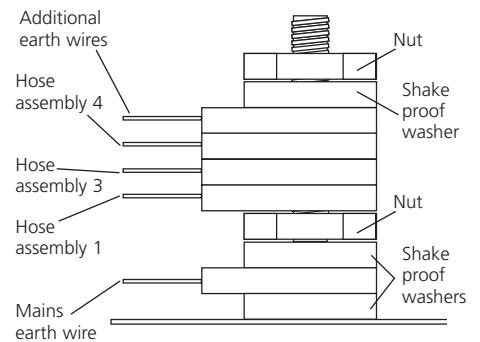 Additional
earth wires
Hose
assembly 4
Hose
assembly 3
Hose
assembly 1
Mains
earth wire
Nut
Shake
proof
washer
Nut
Shake
proof
washers